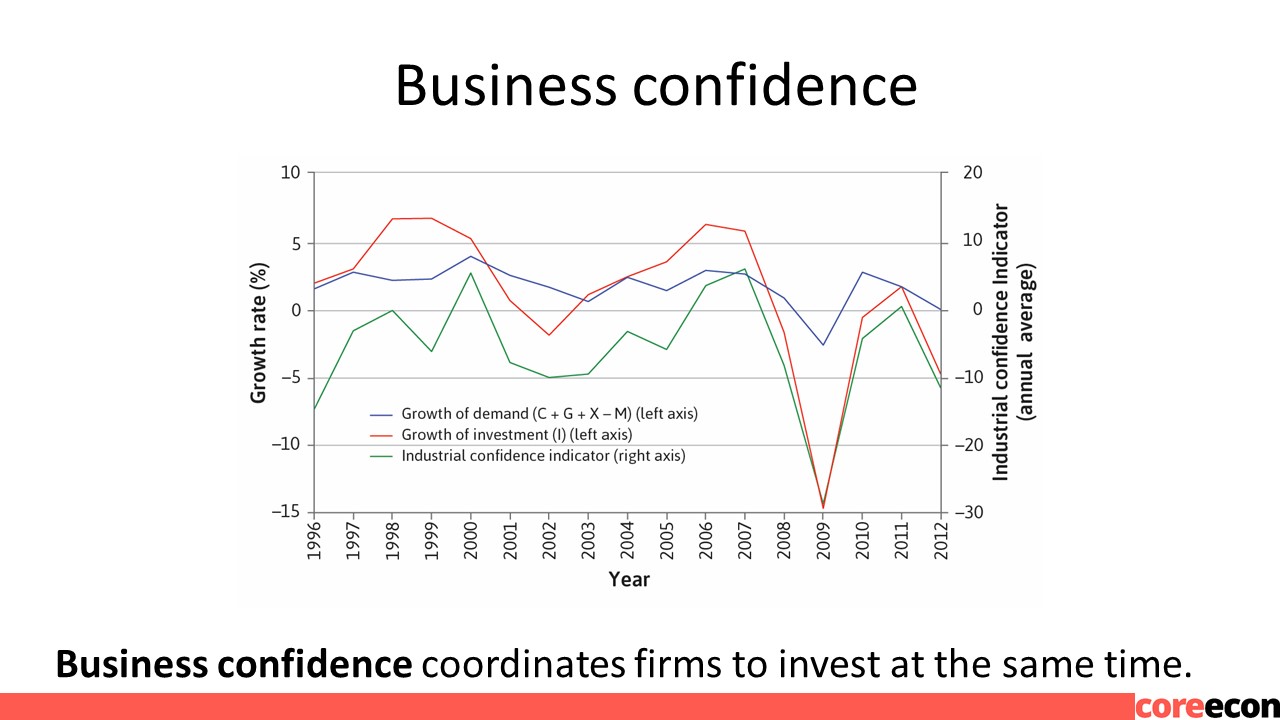 Business confidence
10
5
0
−5
−10
−15
Growth rate (%)
20
10
0
−10
−20
−30
Industrial confidence Indicator
(annual average)
Growth of demand (C + G + X – M) (left axis)
Growth of investment (I) (left axis)
Industrial confidence indicator (right axis)
1996
1997
1998
1999
2000
2001
2002
2003
2004
2005
2006
2007
2008
2009
2010
2011
2012
Year
Business confidence coordinates firms to invest at the same time.
coreecon